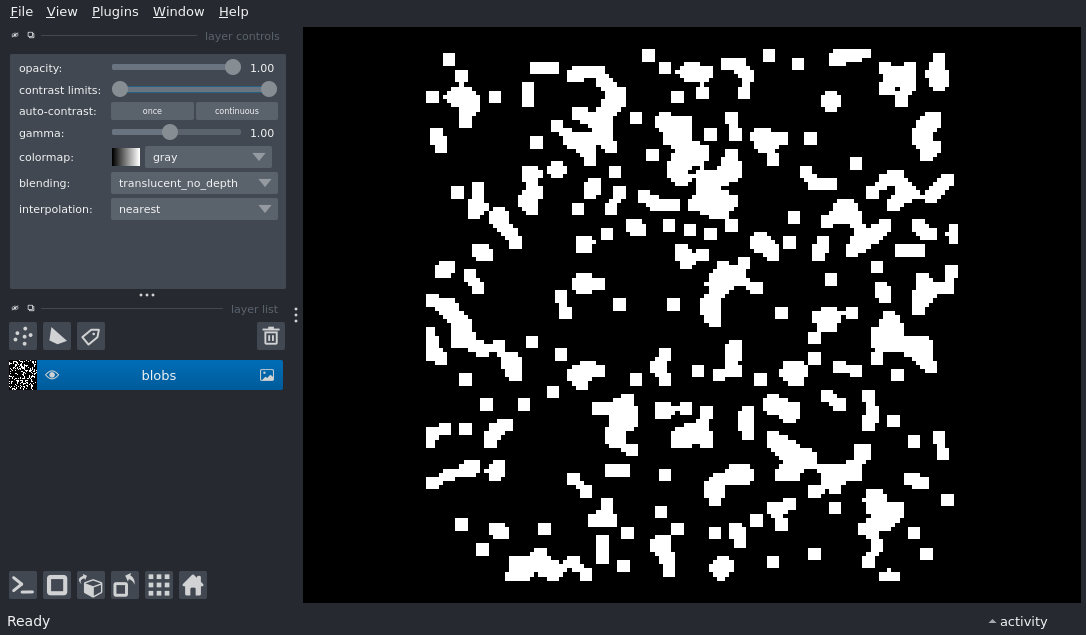 File View Plugins Window Help
layer controls
opacity: 1.00
contrast limits:
auto-contrast: once continuous
gamma: 1.00
colormap: gray
blending: translucent_no_depth
interpolation: nearest
layer list
blobs
Ready activity